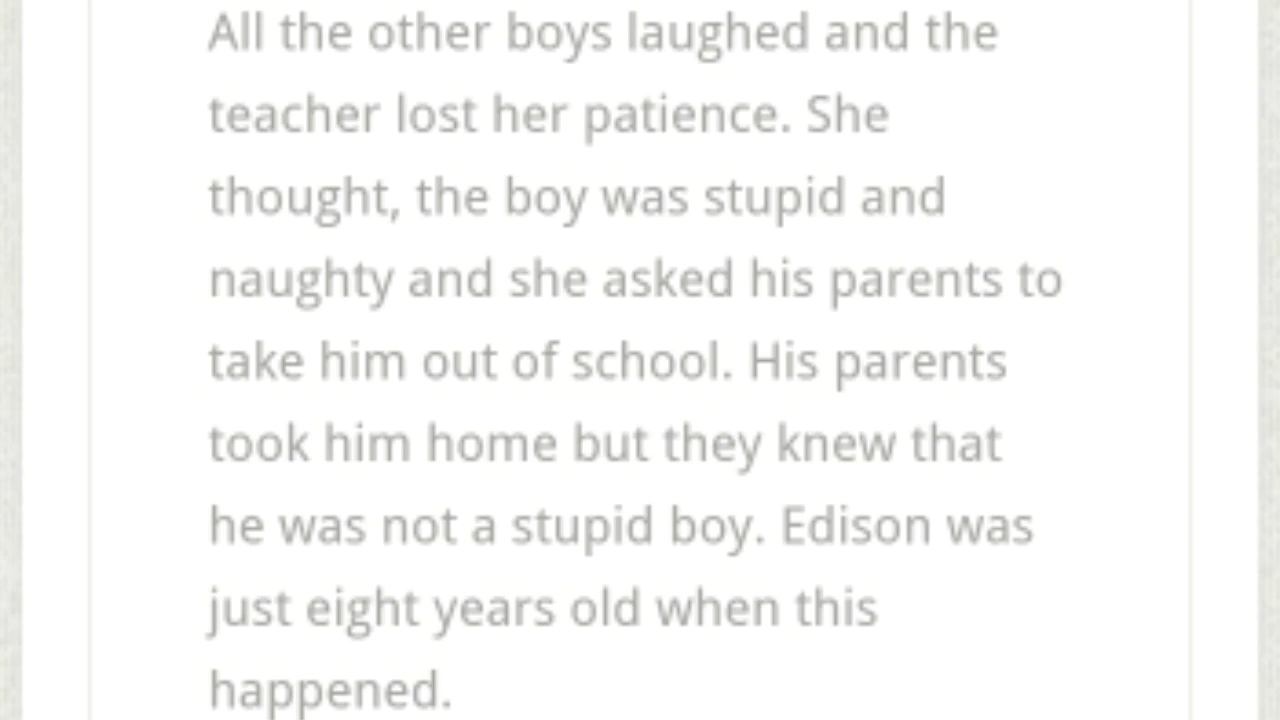 All the other boys laughed and the
teacher lost her patience. She
thought, the boy was stupid and
naughty and she asked his parents to
take him out of school. His parents
took him home but they knew that
he was not a stupid boy. Edison was
just eight years old when this
happened.